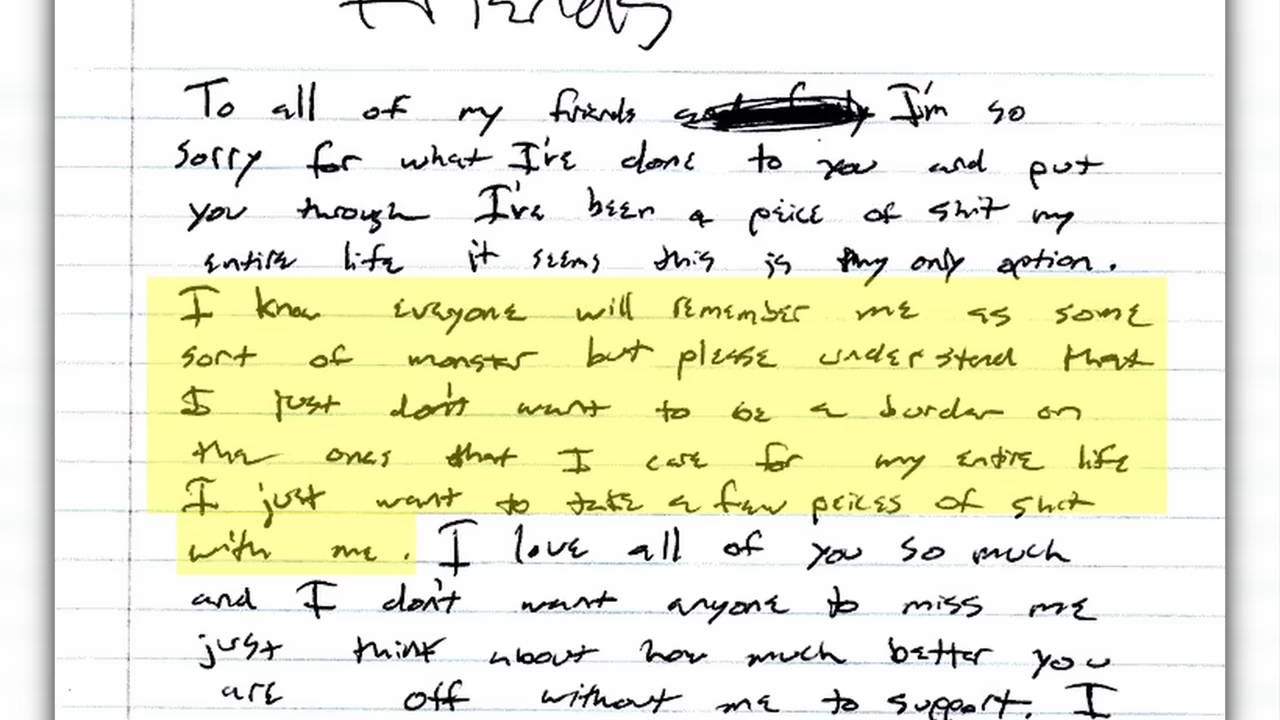 Friends
To all of my friends I'm so
sorry for what I've done to you and put
you through I've been a peice of shit my
entire life it seems this is my only option.
I know everyone will remember me as some
sort of monster but please understand that
I just don't want to be a burden on
the ones that I care for my entire life
I just want to take a few peices of shit
with me. I love all of you so much
and I don't want anyone to miss me
just think about how much better you
are off without me to support. I